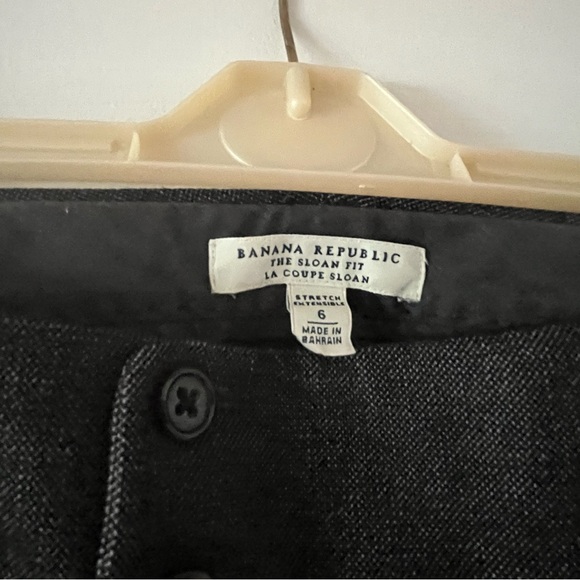 BANANA REPUBLIC
THE SLOAN FIT
LA COUPE SLOAN
STRETCH
EXTENSIBLE
6
MADE IN
BAHRAIN